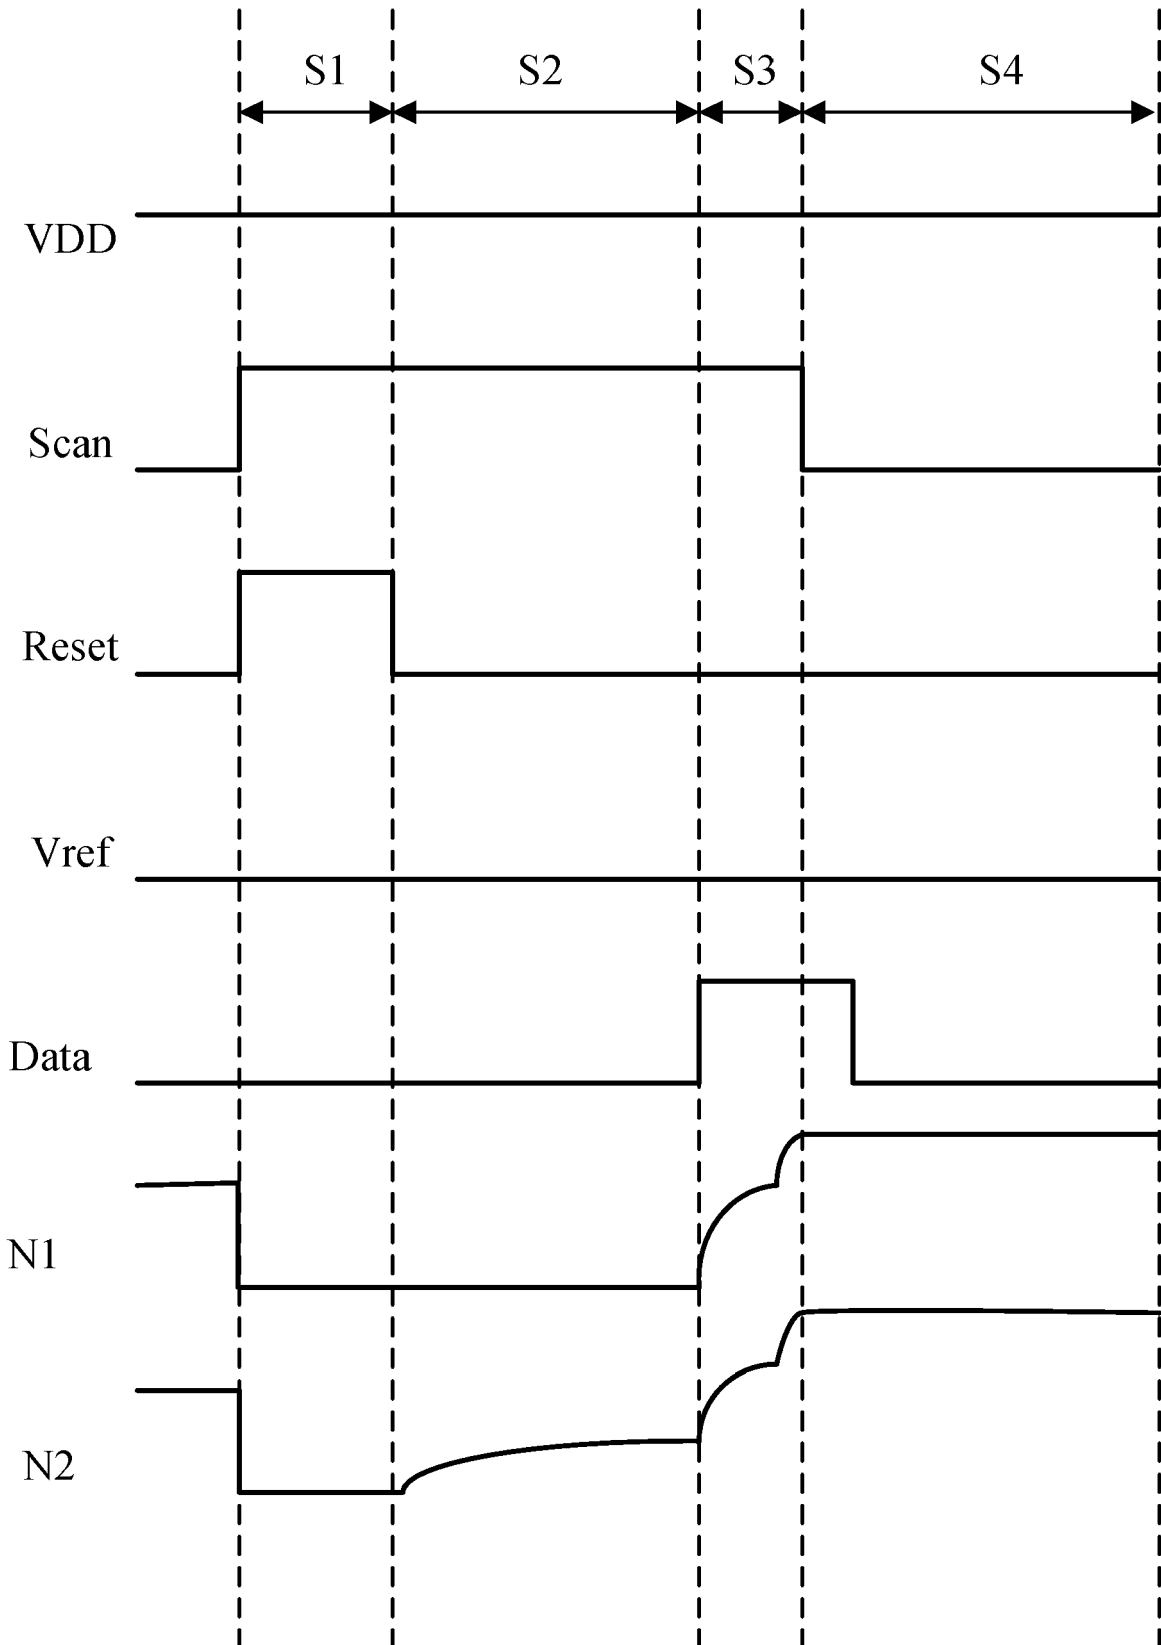 S1 S2 S3 S4
VDD
Scan
Reset
Vref
Data
N1
N2